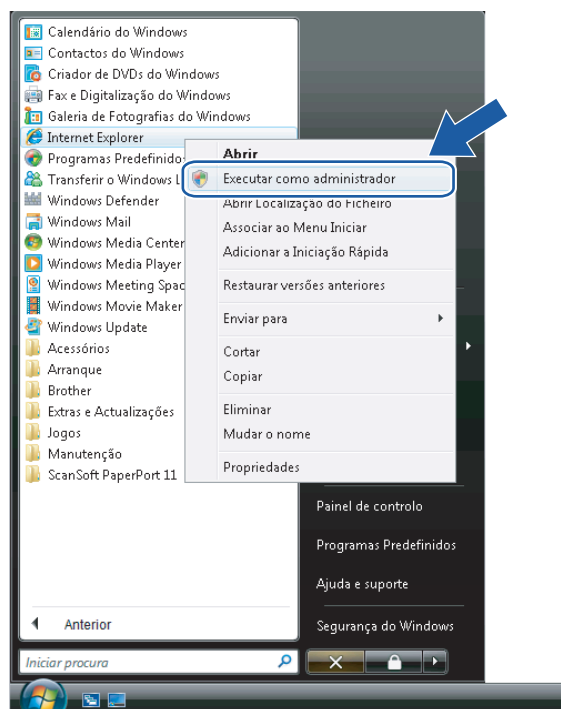 Calendário do Windows
Contactos do Windows
Criador de DVDs do Windows
Fax e Digitalização do Windows
Galeria de Fotografias do Windows
Internet Explorer
Programas Predefinido
Transferir o Windows L
Windows Defender
Windows Mail
Windows Media Center
Windows Media Player
Windows Meeting Spac
Windows Movie Maker
Windows Update
Acessórios
Arranque
Brother
Extras e Actualizações
Jogos
Manutenção
ScanSoft PaperPort 11
Anterior
Iniciar procura
Abrir
Executar como administrador
Abrir Localização do Ficheiro
Associar ao Menu Iniciar
Adicionar a Iniciação Rápida
Restaurar versões anteriores
Enviar para
Cortar
Copiar
Eliminar
Mudar o nome
Propriedades
Painel de controlo
Programas Predefinidos
Ajuda e suporte
Segurança do Windows